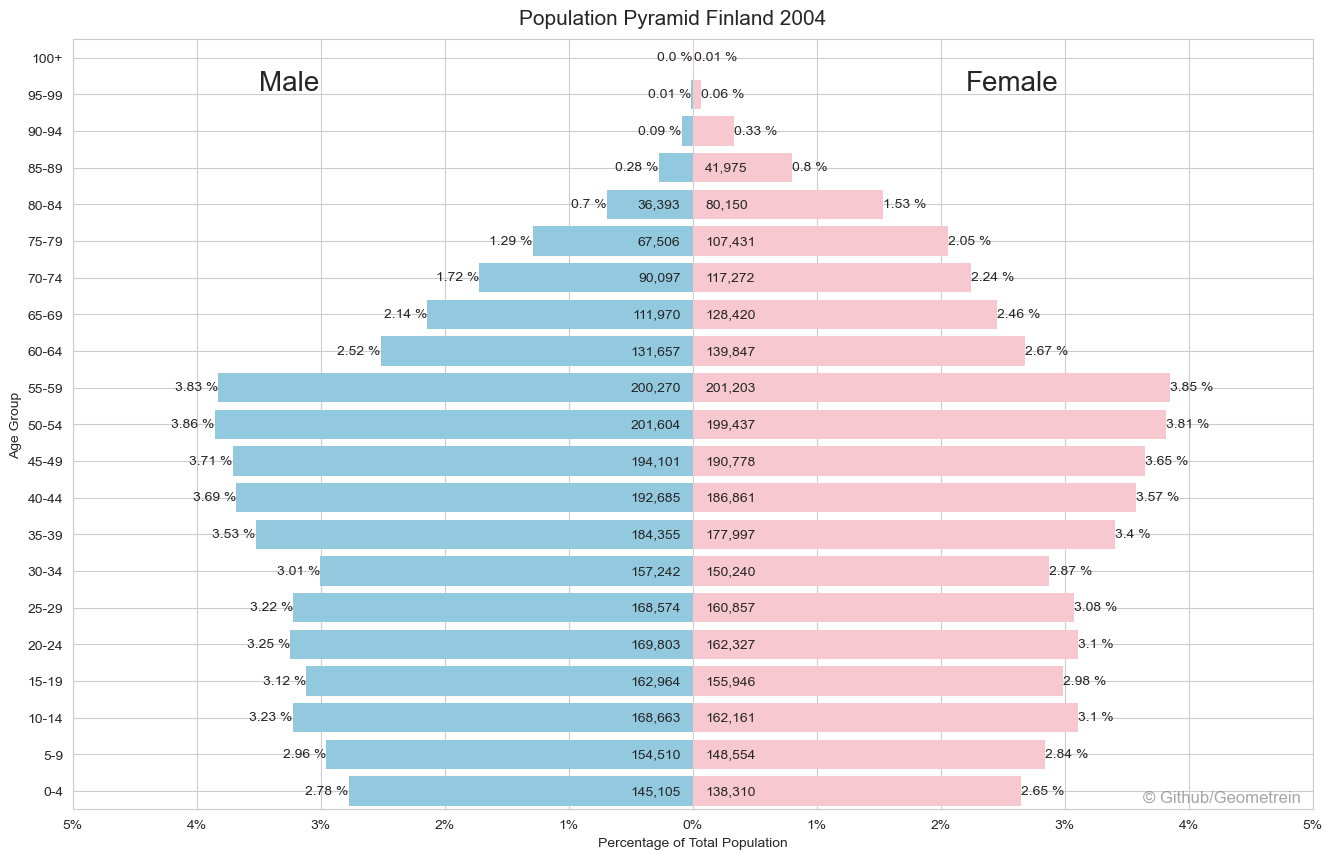 Population Pyramid Finland 2004
100+ 0.0 % 0.01 %
Male Female
95-99 0.01 % 0.06 %
90-94 0.09 % 0.33 %
85-89 0.28 % 41,975 0.8 %
80-84 0.7 % 36,393 80,150 1.53 %
75-79 1.29 % 67,506 107,431 2.05 %
70-74 1.72 % 90,097 117,272 2.24 %
65-69 2.14 % 111,970 128,420 2.46 %
60-64 2.52 % 131,657 139,847 2.67 %
55-59 3.83 % 200,270 201,203 3.85 %
50-54 3.86 % 201,604 199,437 3.81 %
Age Group
45-49 3.71 % 194,101 190,778 3.65 %
40-44 3.69 % 192,685 186,861 3.57 %
35-39 3.53 % 184,355 177,997 3.4 %
30-34 3.01 % 157,242 150,240 2.87 %
25-29 3.22 % 168,574 160,857 3.08 %
20-24 3.25 % 169,803 162,327 3.1 %
15-19 3.12 % 162,964 155,946 2.98 %
10-14 3.23 % 168,663 162,161 3.1 %
5-9 2.96 % 154,510 148,554 2.84 %
0-4 2.78 % 145,105 138,310 2.65 %
© Github/Geometrein
5% 4% 3% 2% 1% 0% 1% 2% 3% 4% 5%
Percentage of Total Population